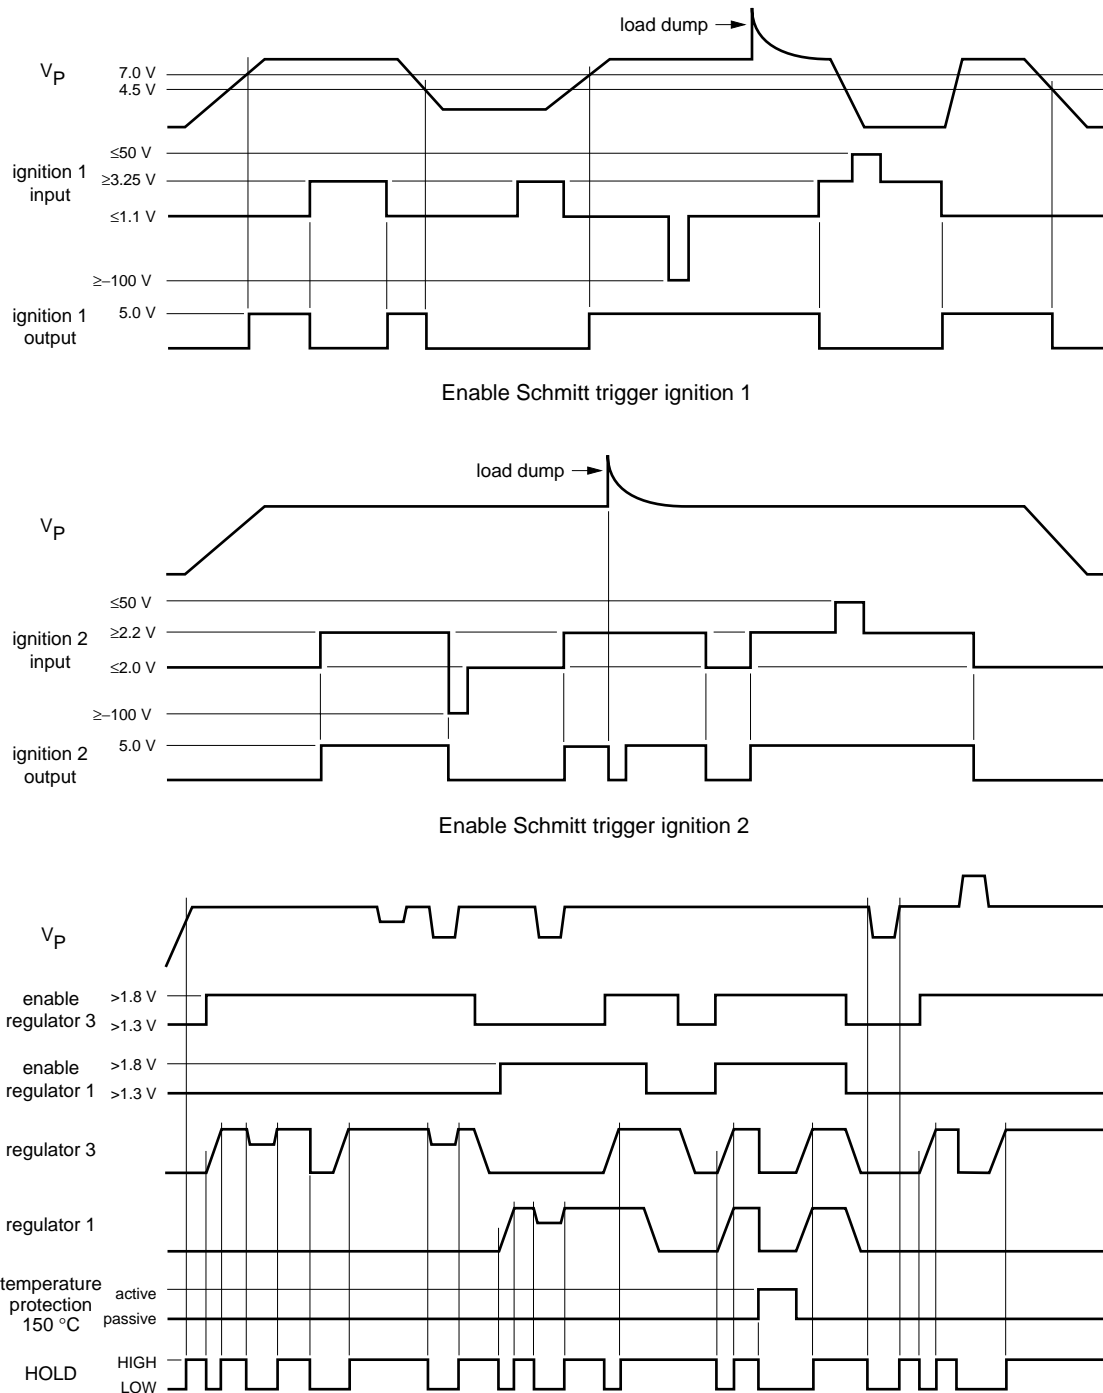 load dump
VP
7.0 V
4.5 V
≤50 V
ignition 1
input
≥3.25 V
≤1.1 V
≥−100 V
ignition 1
output
5.0 V
Enable Schmitt trigger ignition 1
load dump
VP
≤50 V
ignition 2
input
≥2.2 V
≤2.0 V
≥−100 V
ignition 2
output
5.0 V
Enable Schmitt trigger ignition 2
VP
enable
regulator 3
>1.8 V
>1.3 V
enable
regulator 1
>1.8 V
>1.3 V
regulator 3
regulator 1
temperature
protection
150 °C
active
passive
HOLD
HIGH
LOW